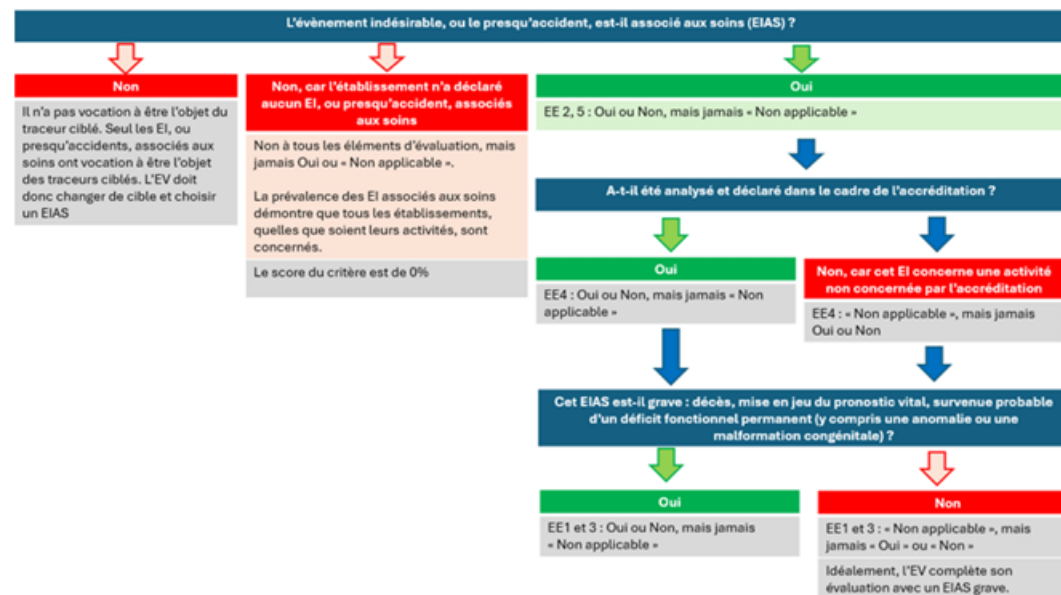 L'évènement indésirable, ou le presqu'accident, est-il associé aux soins (EIAS) ?
Non
Il n'a pas vocation à être l'objet du
traceur ciblé. Seul les EI, ou
presqu'accidents, associés aux
soins ont vocation à être l'objet
des traceurs ciblés. L'EV doit
donc changer de cible et choisir
un EIAS
Non, car l'établissement n'a déclaré
aucun EI, ou presqu'accident, associés
aux soins
Non à tous les éléments d'évaluation, mais
jamais Oui ou « Non applicable ».
La prévalence des EI associés aux soins
démontre que tous les établissements,
quelles que soient leurs activités, sont
concernés.
Le score du critère est de 0%
Oui
EE 2, 5 : Oui ou Non, mais jamais « Non applicable »
A-t-il été analysé et déclaré dans le cadre de l'accréditation ?
Oui
EE4 : Oui ou Non, mais jamais « Non
applicable »
Non, car cet EI concerne une activité
non concernée par l'accréditation
EE4 : « Non applicable », mais jamais
Oui ou Non
Cet EIAS est-il grave : décès, mise en jeu du pronostic vital, survenue probable
d'un déficit fonctionnel permanent (y compris une anomalie ou une
malformation congénitale) ?
Oui
EE1 et 3 : Oui ou Non, mais jamais
« Non applicable »
Non
EE1 et 3 : « Non applicable », mais
jamais « Oui » ou « Non »
Idéalement, l'EV complète son
évaluation avec un EIAS grave.